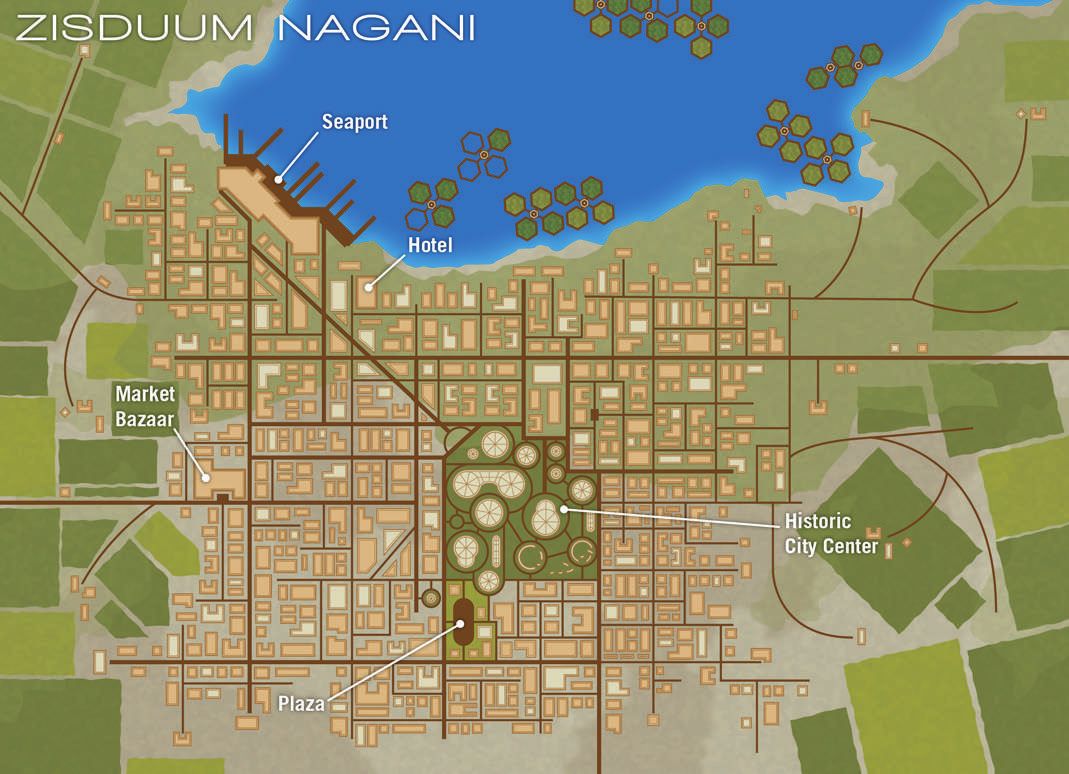 ZISDUUM NAGANI
Seaport
Hotel
Market
Bazaar
Historic
City Center
Plaza